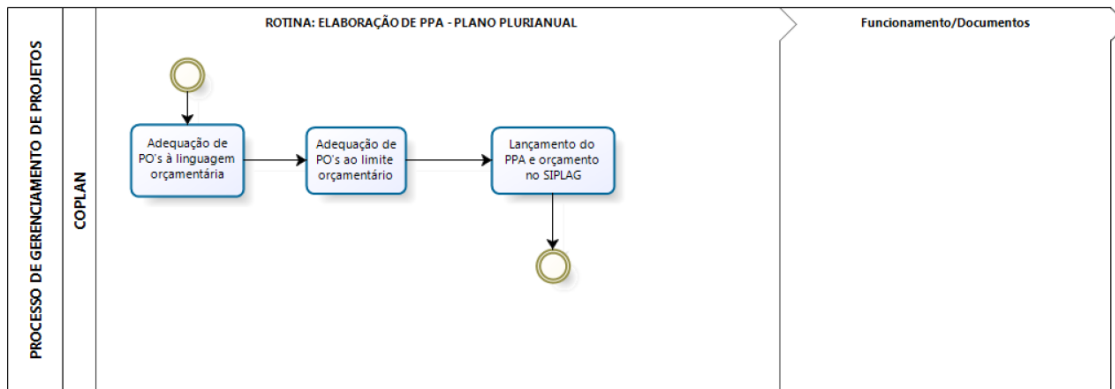 PROCESSO DE GERENCIAMENTO DE PROJETOS
COPLAN
ROTINA: ELABORAÇÃO DE PPA - PLANO PLURIANUAL
Funcionamento/Documentos
Adequação de
PO's à linguagem
orçamentária
Adequação de
PO's ao limite
orçamentário
Lançamento do
PPA e orçamento
no SIPLAG